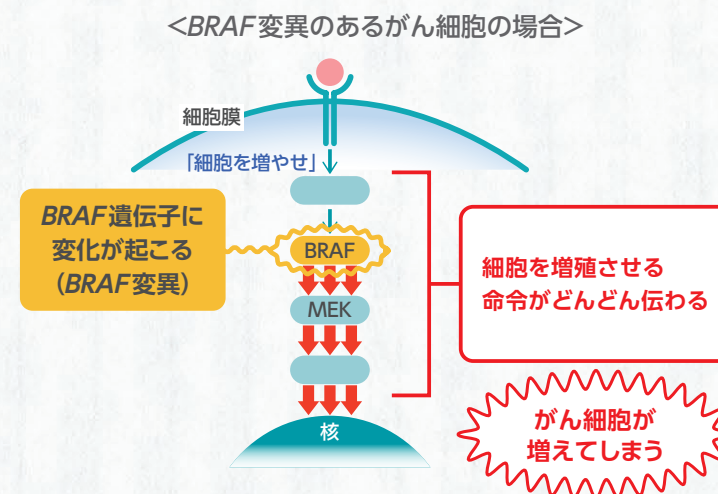 <BRAF変異のあるがん細胞の場合>
細胞膜
「細胞を増やせ」
BRAF遺伝子に
変化が起こる
（BRAF変異）
BRAF
MEK
核
細胞を増殖させる
命令がどんどん伝わる
がん細胞が
増えてしまう